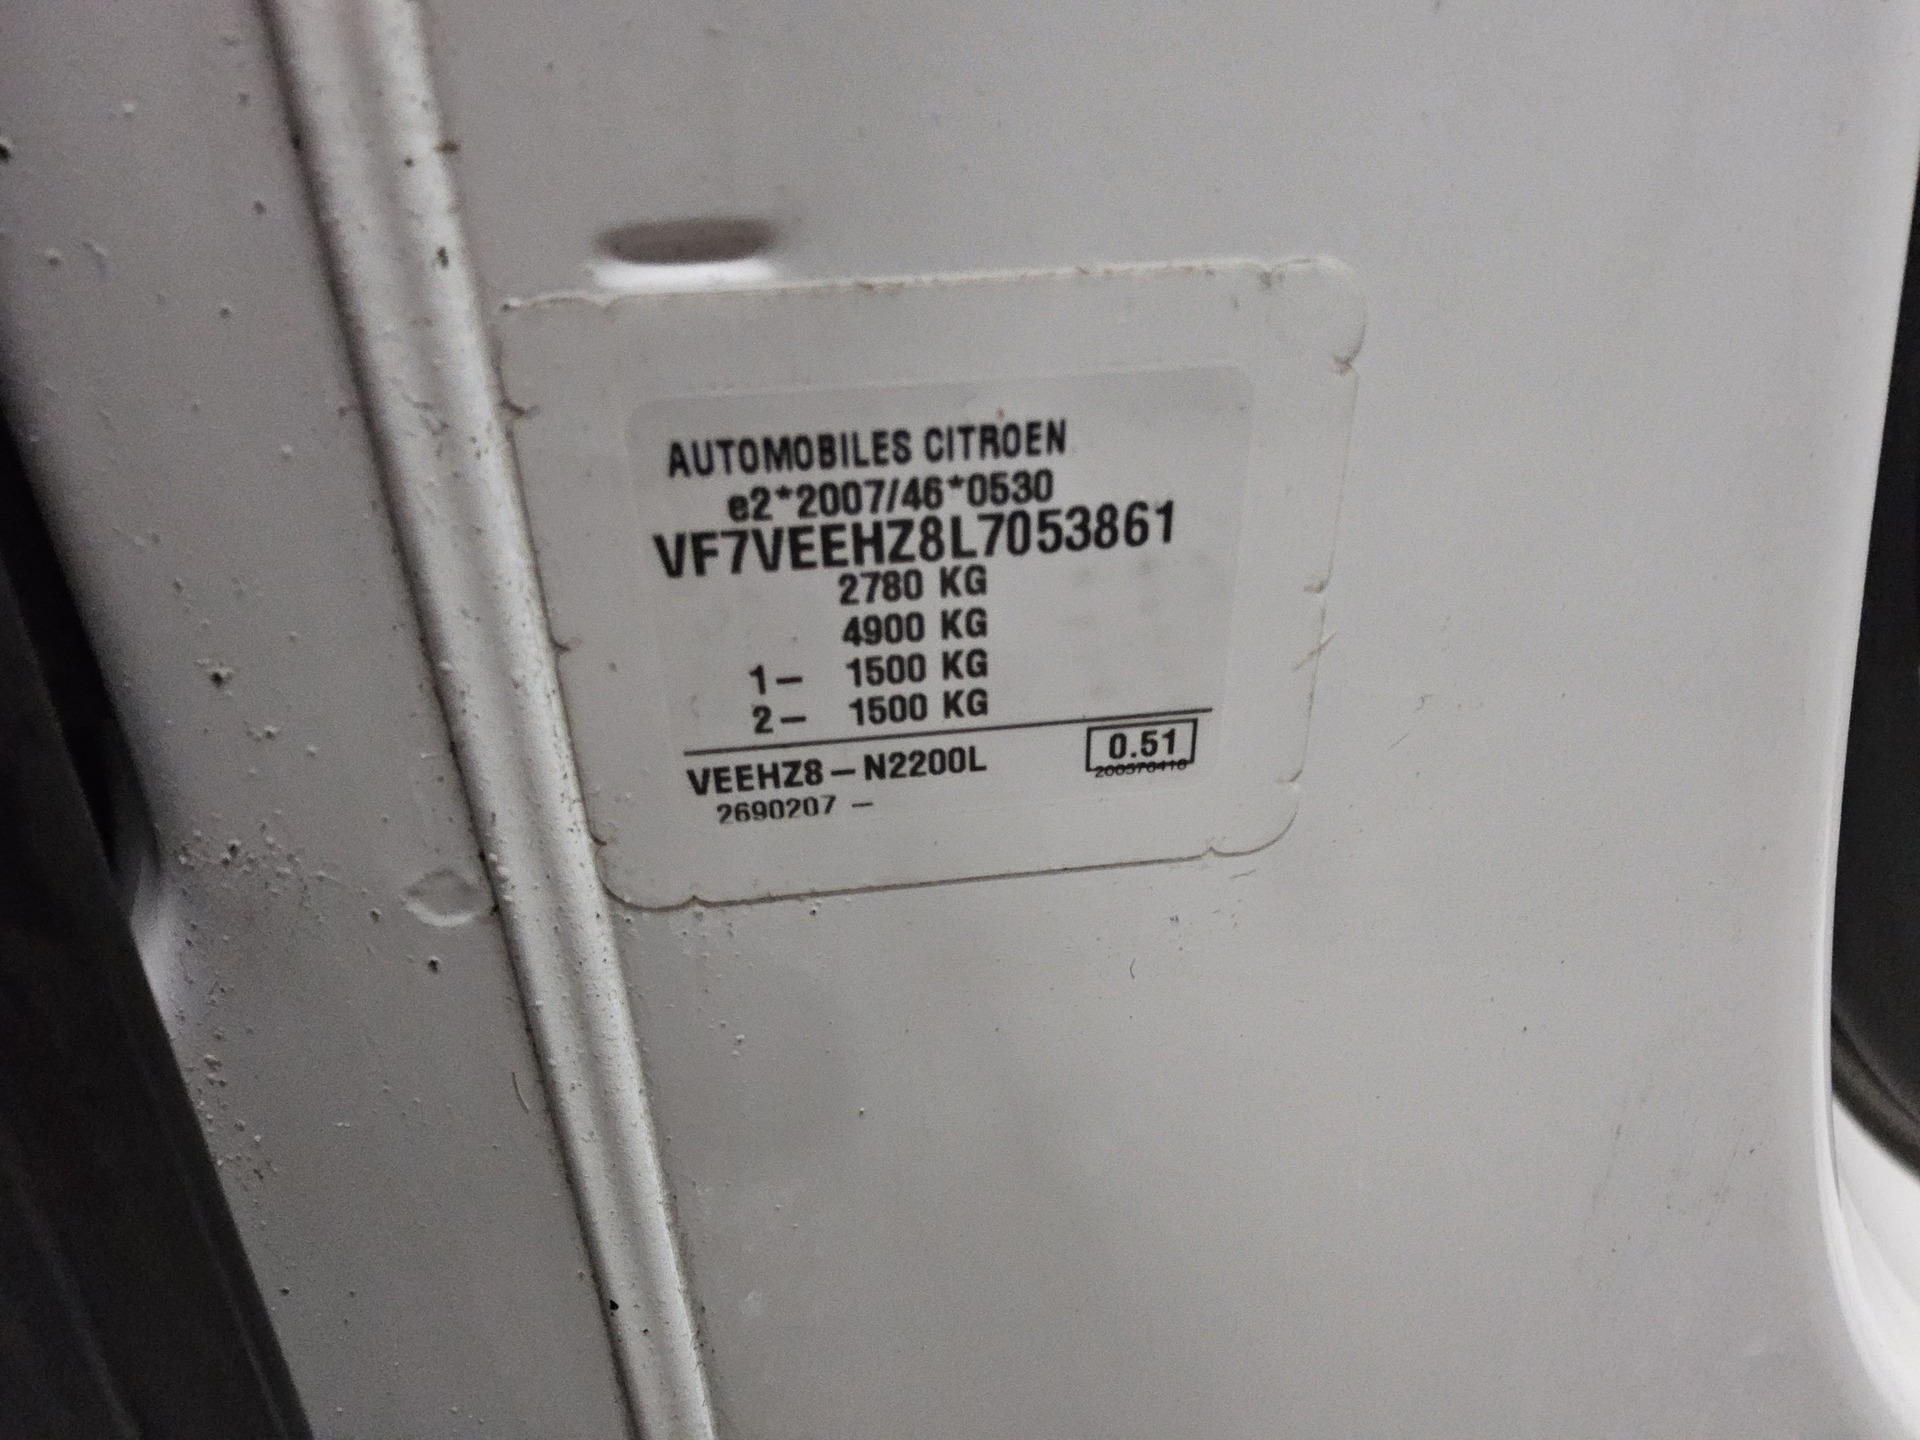 AUTOMOBILES CITROEN
e2*2007/46*0530
VF7VEEHZ8L7053861
2780 KG
4900 KG
1- 1500 KG
2- 1500 KG
VEEHZ8-N2200L
0.51
2690207 -